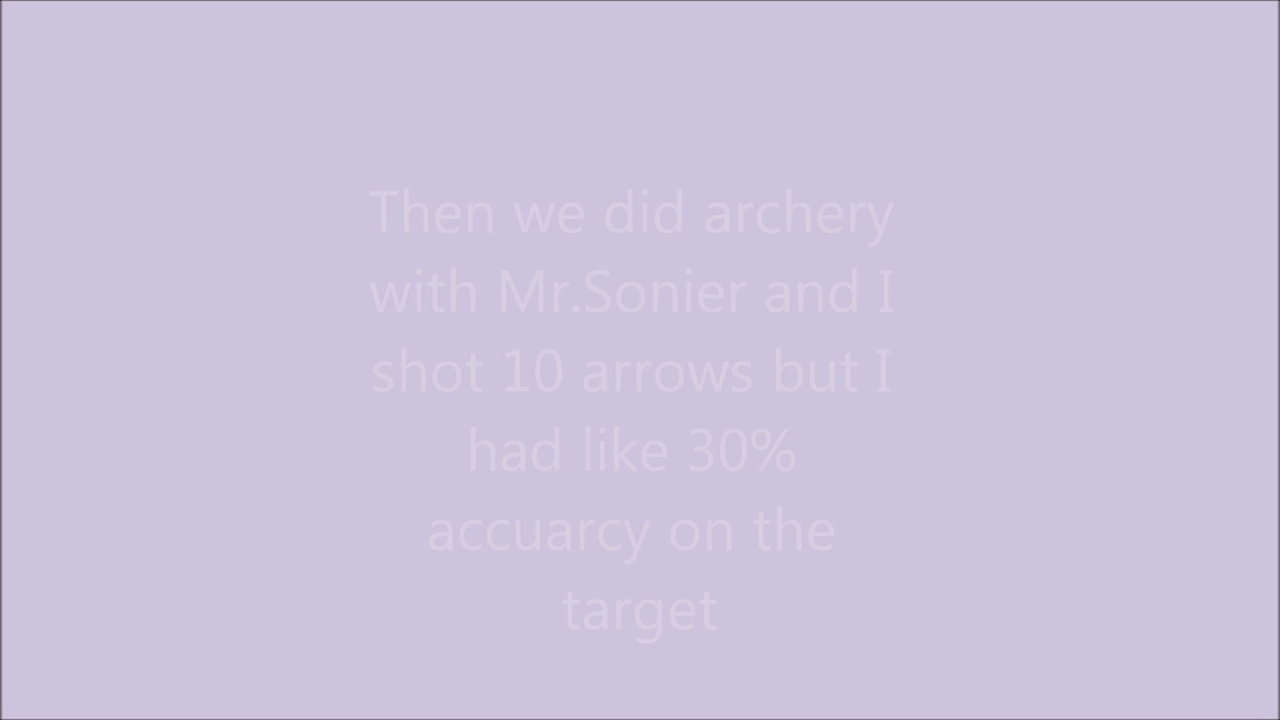 Then we did archery
with Mr.Sonier and I
shot 10 arrows but I
had like 30%
accuarcy on the
target